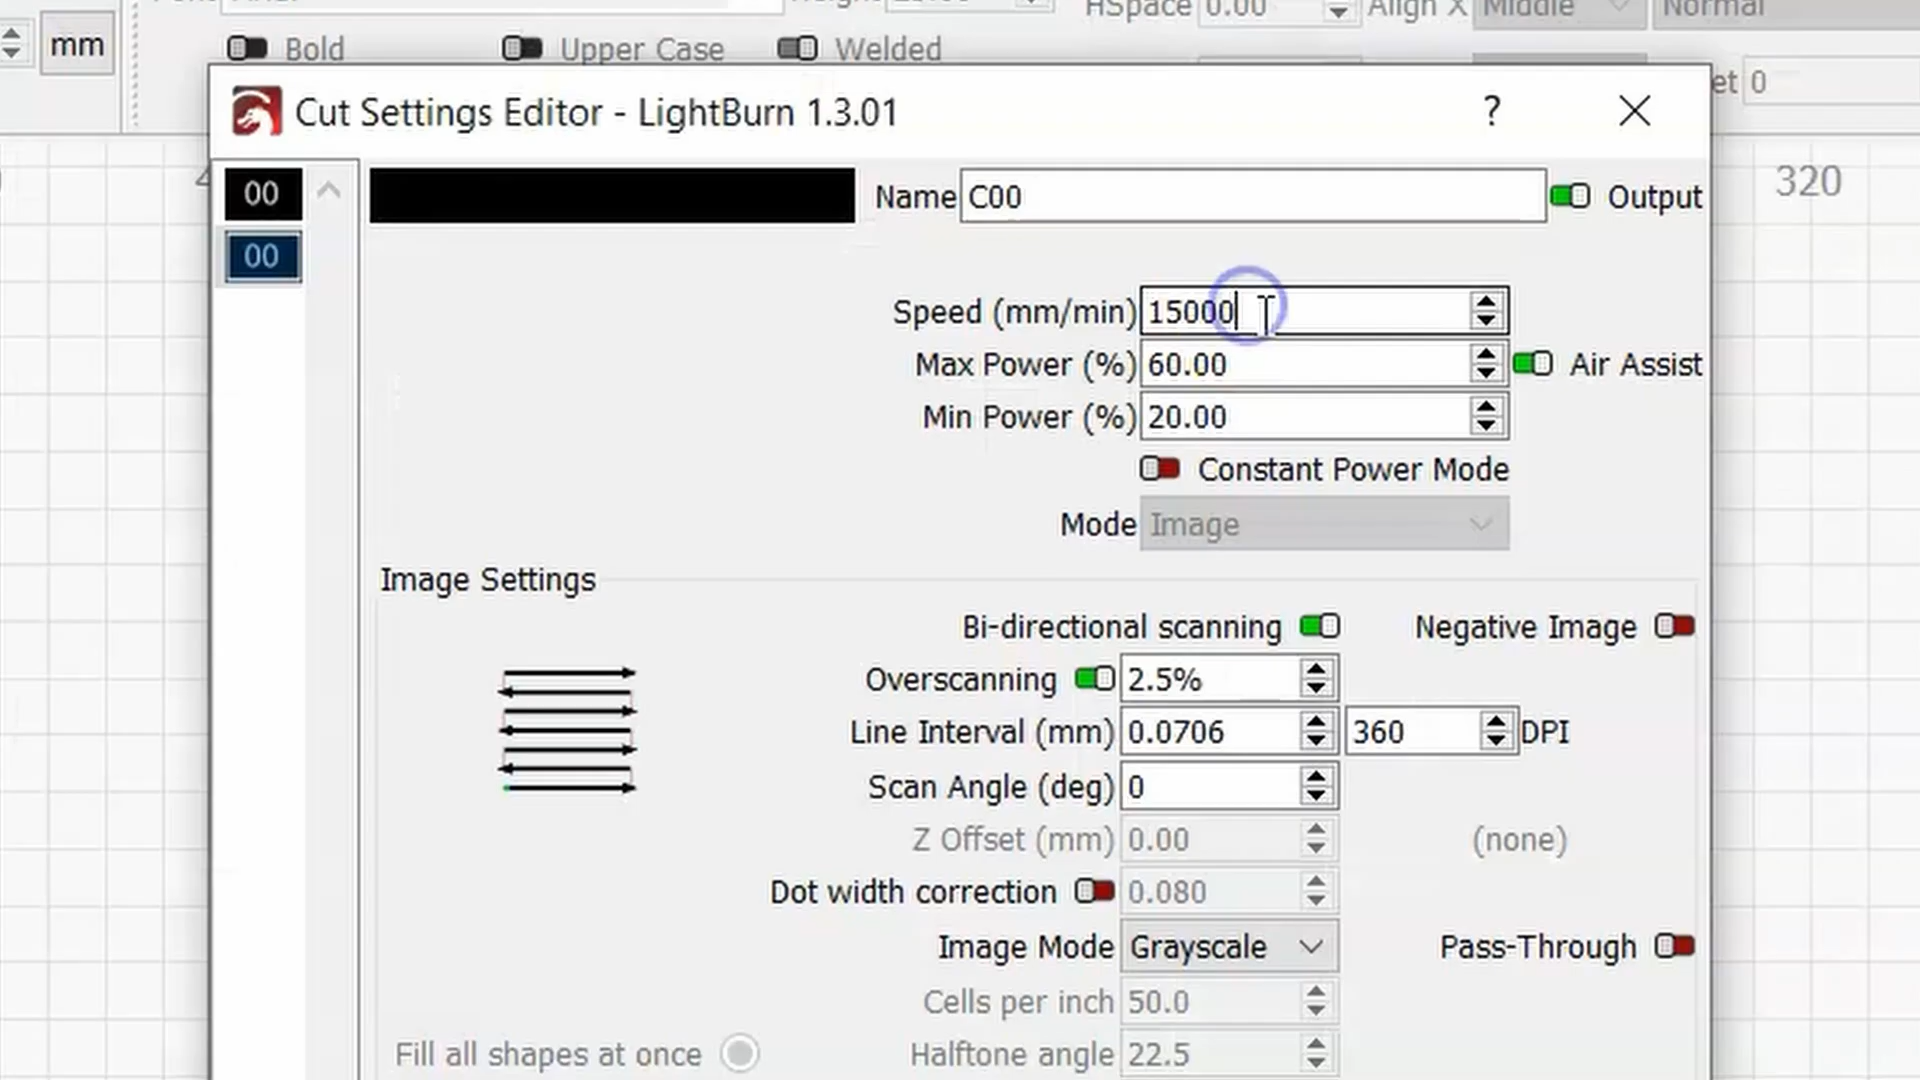 mm
Bold Upper Case Welded
HSpace 0.00 Align X Middle Normal
0
Cut Settings Editor - LightBurn 1.3.01 ?
320
00
00
Name C00 Output
Speed (mm/min) 15000
Max Power (%) 60.00 Air Assist
Min Power (%) 20.00
Constant Power Mode
Mode Image
Image Settings
Bi-directional scanning Negative Image
Overscanning 2.5%
Line Interval (mm) 0.0706 360 DPI
Scan Angle (deg) 0
Z Offset (mm) 0.00 (none)
Dot width correction 0.080
Image Mode Grayscale Pass-Through
Cells per inch 50.0
Fill all shapes at once Halftone angle 22.5